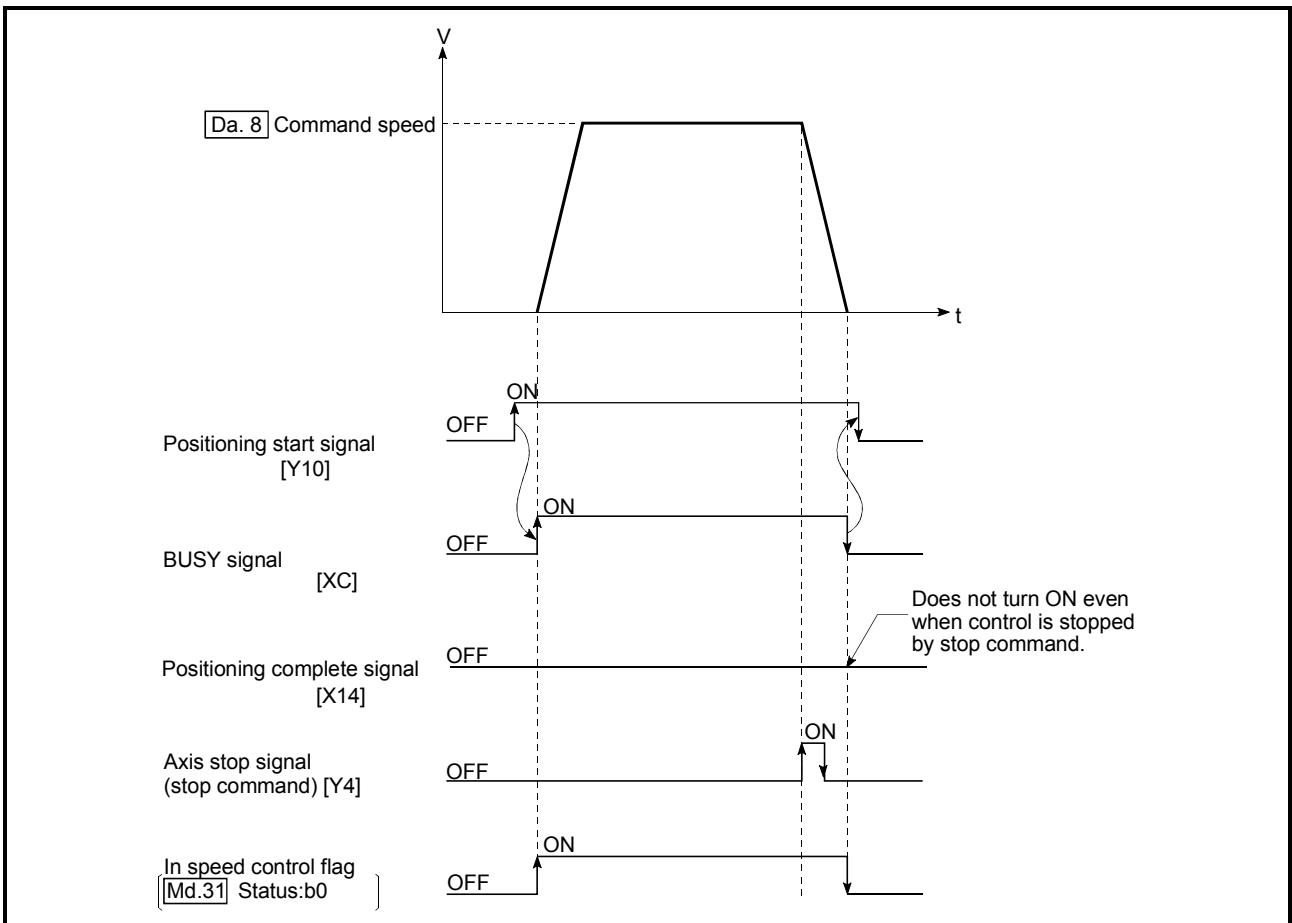 V
Da. 8 Command speed
t
ON
OFF
Positioning start signal
[Y10]
ON
OFF
BUSY signal
[XC]
Does not turn ON even
when control is stopped
by stop command.
OFF
Positioning complete signal
[X14]
ON
Axis stop signal
OFF
(stop command) [Y4]
ON
In speed control flag
OFF
Md.31 Status:b0